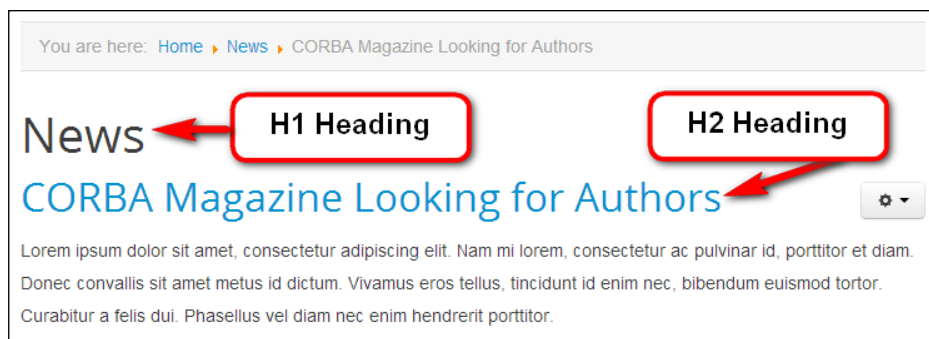 You are here: Home News CORBA Magazine Looking for Authors
H1 Heading
H2 Heading
News
CORBA Magazine Looking for Authors
Lorem ipsum dolor sit amet, consectetur adipiscing elit. Nam mi lorem, consectetur ac pulvinar id, porttitor et diam.
Donec convallis sit amet metus id dictum. Vivamus eros tellus, tincidunt id enim nec, bibendum euismod tortor.
Curabitur a felis dui. Phasellus vel diam nec enim hendrerit porttitor.